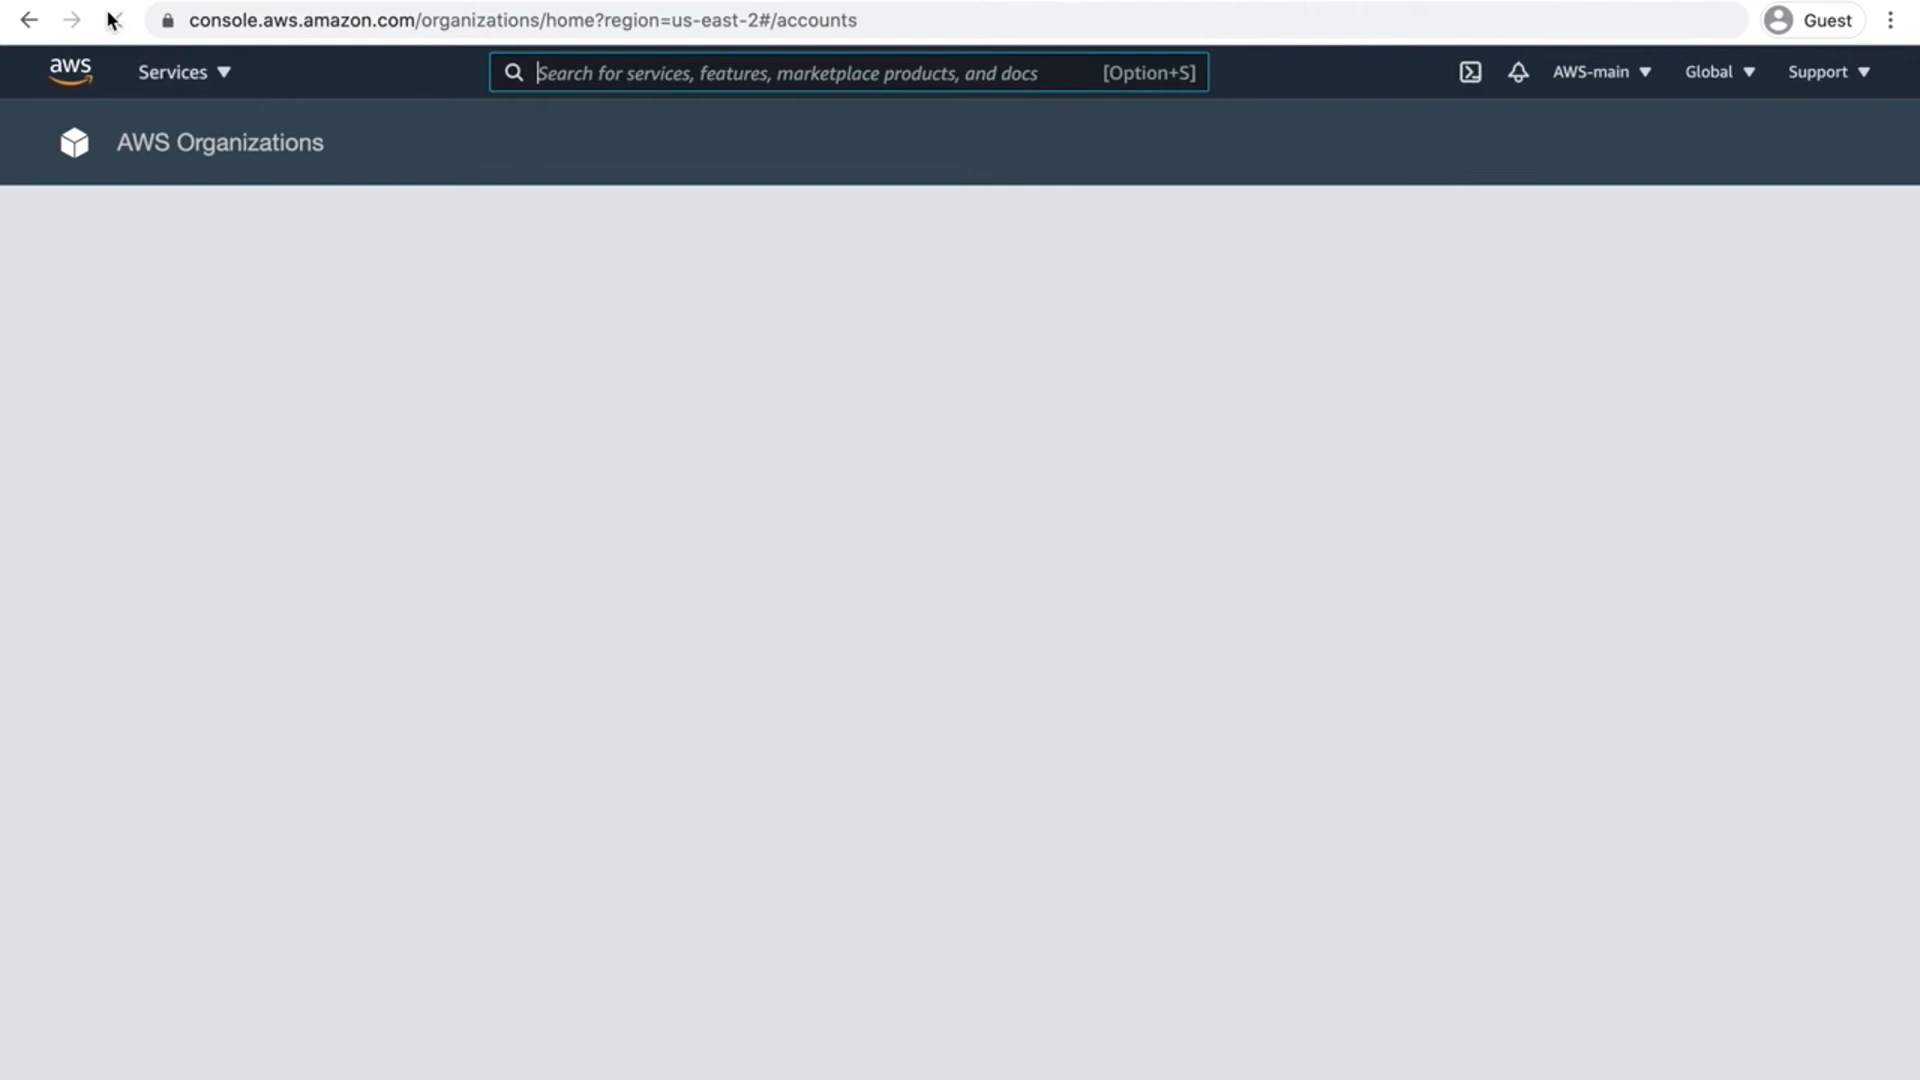 console.aws.amazon.com/organizations/home?region=us-east-2#/accounts
Guest
aws
Services
Search for services, features, marketplace products, and docs
[Option+S]
AWS-main
Global
Support
AWS Organizations